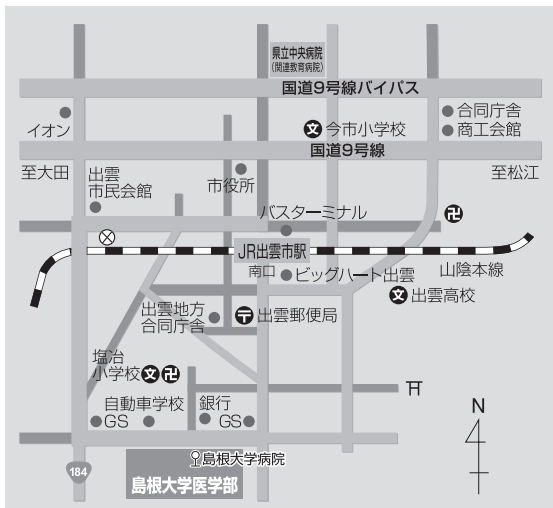 県立中央病院
(関連教育病院)
国道9号線バイパス
イオン
合同庁舎
文
今市小学校
商工会館
国道9号線
至大田
至松江
出雲
市民会館
市役所
バスターミナル
卍
JR出雲市駅
南口
山陰本線
ビッグハート出雲
文
出雲高校
出雲地方
合同庁舎
〒
出雲郵便局
塩冶
小学校
文
卍
自動車学校
銀行
GS
GS
N
島根大学病院
184
島根大学医学部